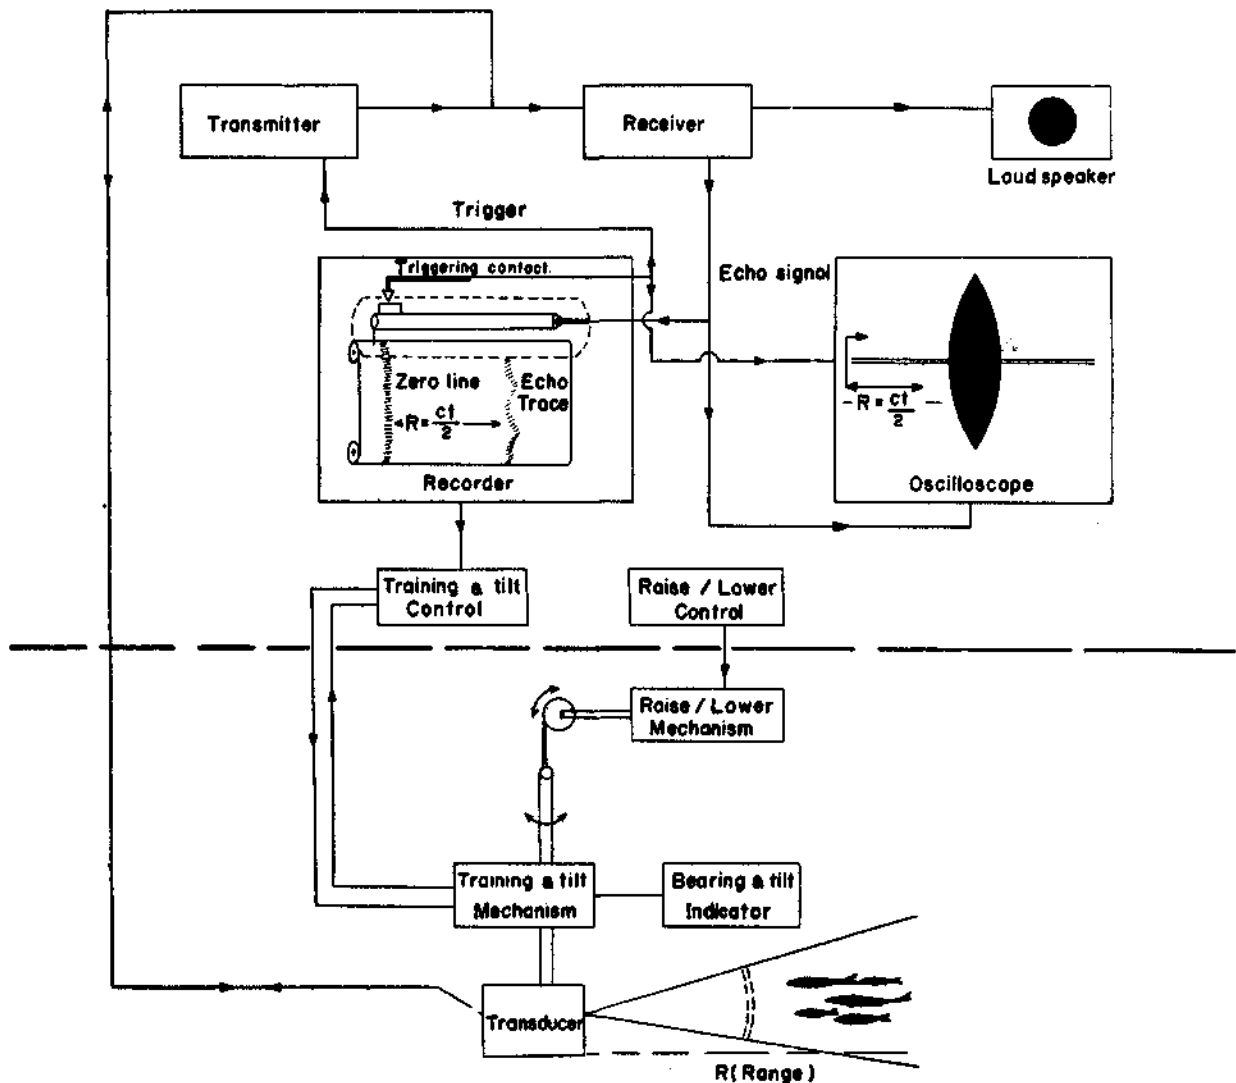 Transmitter
Receiver
Loud speaker
Trigger
Triggering contact.
Echo signal
Zero line
Echo
Trace
R = ct/2
Recorder
R = ct/2
Oscilloscope
Training & tilt
Control
Raise / Lower
Control
Raise / Lower
Mechanism
Training & tilt
Mechanism
Bearing & tilt
Indicator
Transducer
R (Range)